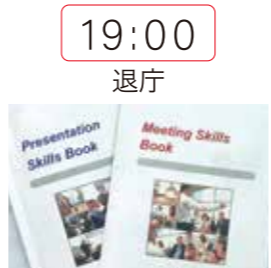 19:00
退庁
Presentation
Skills Book
Meeting Skills
Book